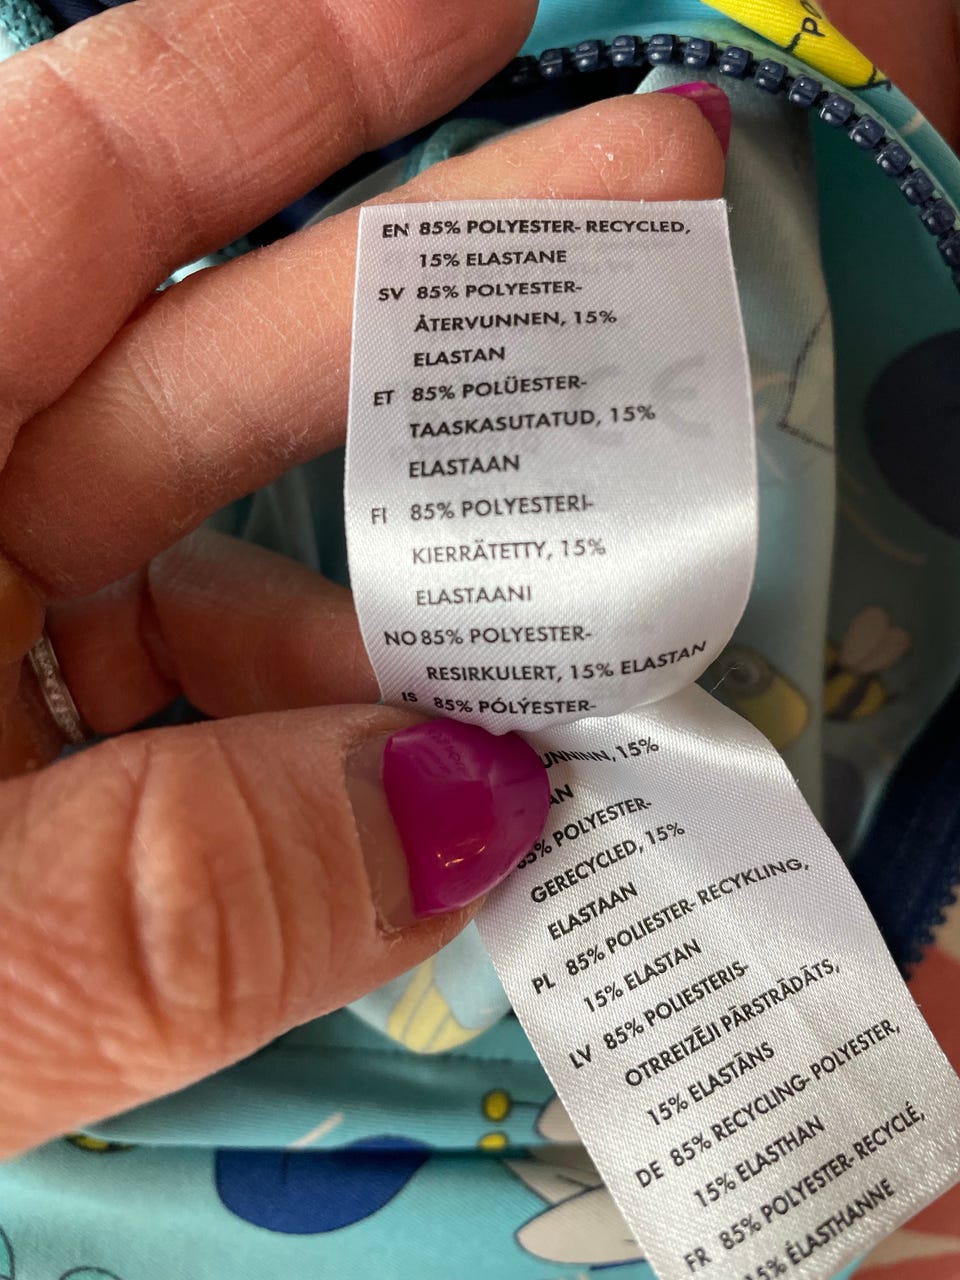 EN 85% POLYESTER- RECYCLED,
15% ELASTANE
SV 85% POLYESTER-
ÅTERVUNNEN, 15%
ELASTAN
ET 85% POLÜESTER-
TAASKASUTATUD, 15%
ELASTAAN
FI 85% POLYESTERI-
KIERRÄTETTY, 15%
ELASTAANI
NO 85% POLYESTER-
RESIRKULERT, 15% ELASTAN
IS 85% PÓLÝESTER-
UNNINN, 15%
AN
85% POLYESTER-
GERECYCLED, 15%
ELASTAAN
PL 85% POLIESTER- RECYKLING,
15% ELASTAN
LV 85% POLIESTERIS-
OTRREIZĒJI PĀRSTRĀDĀTS,
15% ELASTĀNS
DE 85% RECYCLING- POLYESTER,
15% ELASTHAN
FR 85% POLYESTER- RECYCLÉ,
15% ÉLASTHANNE